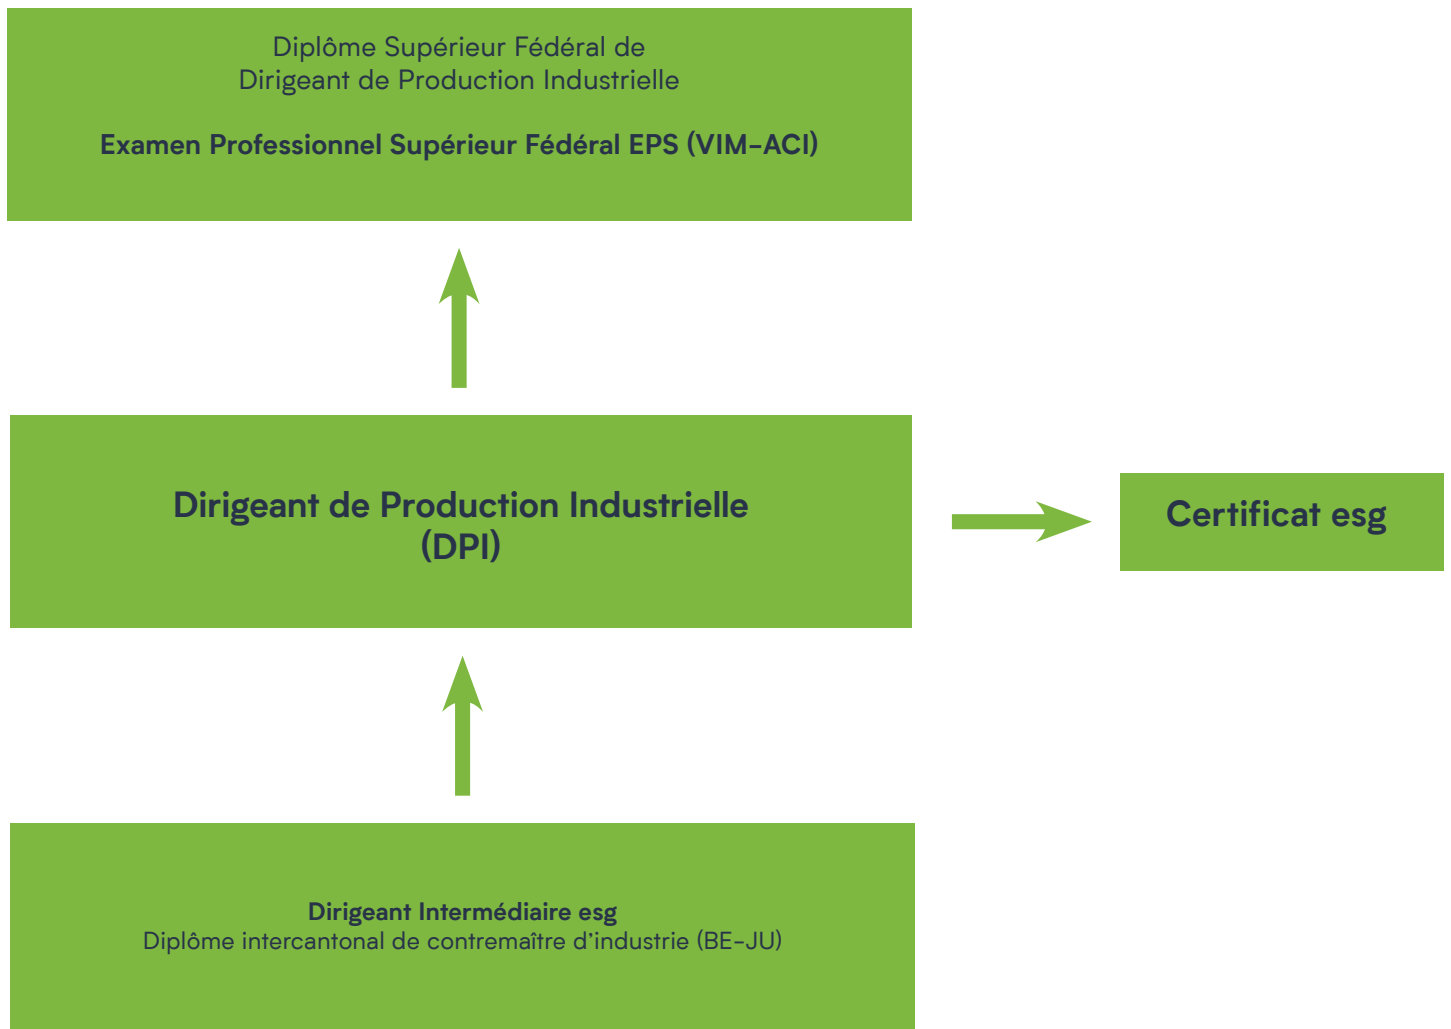 Diplôme Supérieur Fédéral de
Dirigeant de Production Industrielle
Examen Professionnel Supérieur Fédéral EPS (VIM-ACI)
Dirigeant de Production Industrielle
(DPI)
Certificat esg
Dirigeant Intermédiaire esg
Diplôme intercantonal de contremaître d'industrie (BE-JU)